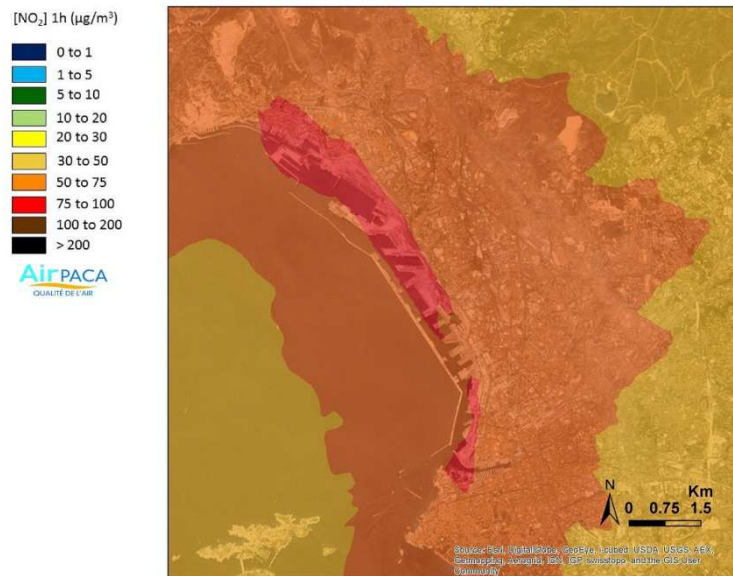 [NO₂] 1h (µg/m³)
0 to 1
1 to 5
5 to 10
10 to 20
20 to 30
30 to 50
50 to 75
75 to 100
100 to 200
> 200
AirPACA
QUALITÉ DE L'AIR
N
Km
0 0.75 1.5
Source: Esri, DigitalGlobe, GeoEye, i-cubed, USDA, USGS, AEX,
Getmapping, Aerogrid, IGN, IGP, swisstopo, and the GIS User
Community